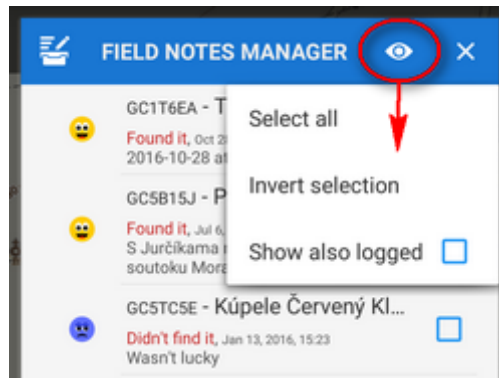 FIELD NOTES MANAGER
GC1T6EA - T
Select all
Found it, Oct 2
2016-10-28 at
Invert selection
GC5B15J - P
Found it, Jul 6,
S Jurčíkama
soutoku Mora
Show also logged
GC5TC5E - Kúpele Červený Kl...
Didn't find it, Jan 13, 2016, 15:23
Wasn't lucky